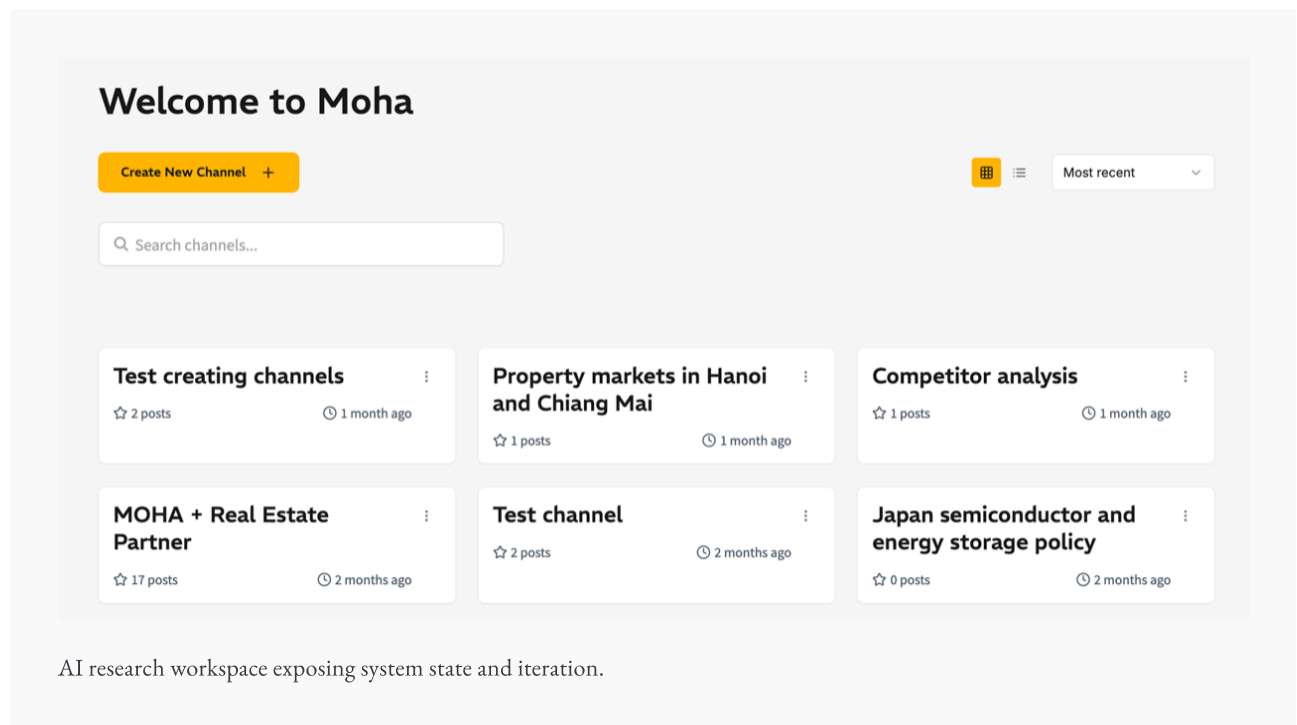 Welcome to Moha
Create New Channel +
Most recent
Search channels...
Test creating channels
2 posts
1 month ago
Property markets in Hanoi
and Chiang Mai
1 posts
1 month ago
Competitor analysis
1 posts
1 month ago
MOHA + Real Estate
Partner
17 posts
2 months ago
Test channel
2 posts
2 months ago
Japan semiconductor and
energy storage policy
0 posts
2 months ago
AI research workspace exposing system state and iteration.